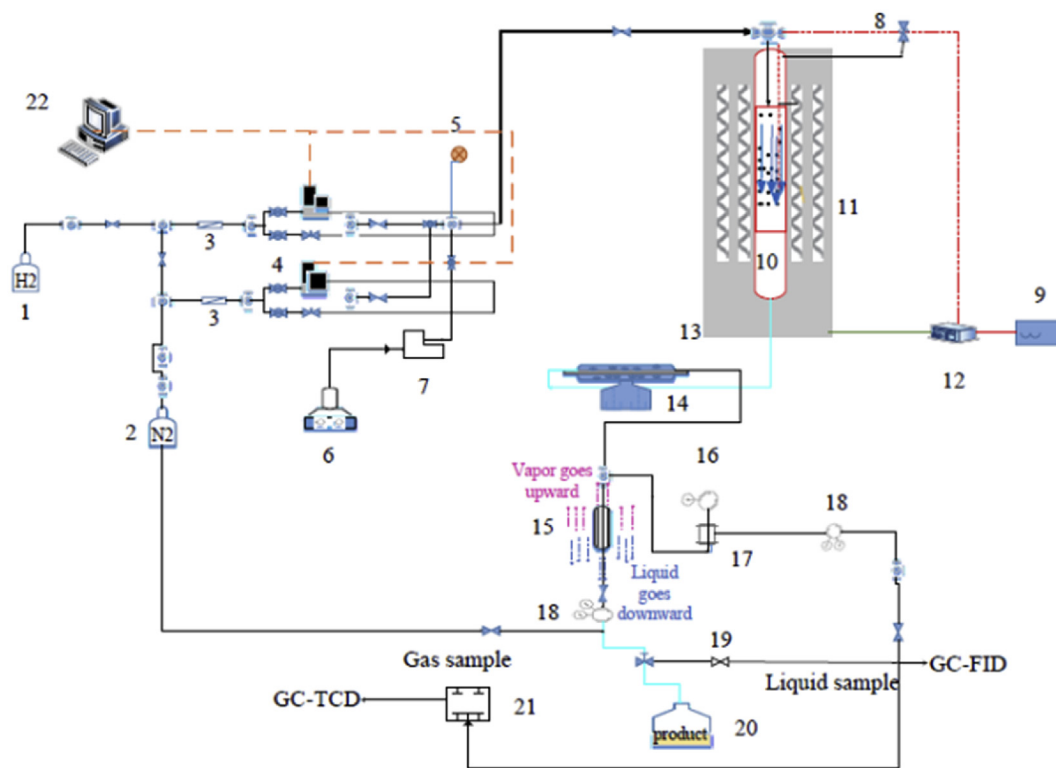 8
22
5
9
3
11
H2
4
10
1
3
13
7
12
14
2
N2
6
16
Vapor goes
upward
18
15
17
Liquid
goes
downward
18
19
Gas sample
GC-FID
Liquid sample
GC-TCD
21
20
product